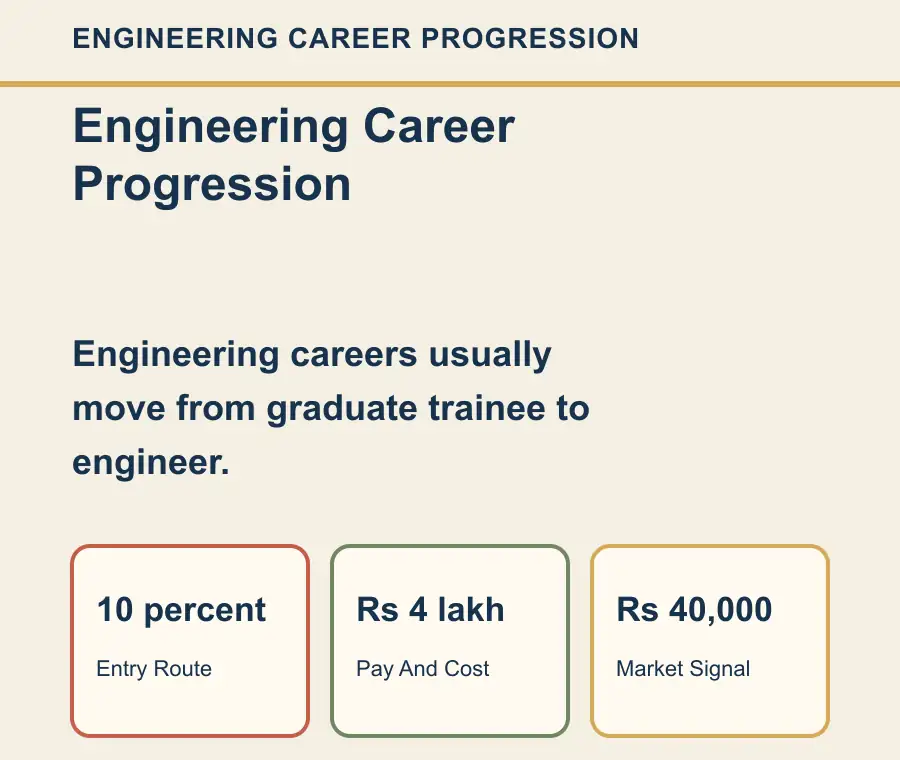 ENGINEERING CAREER PROGRESSION
Engineering Career
Progression
Engineering careers usually
move from graduate trainee to
engineer.
10 percent
Entry Route
Rs 4 lakh
Pay And Cost
Rs 40,000
Market Signal